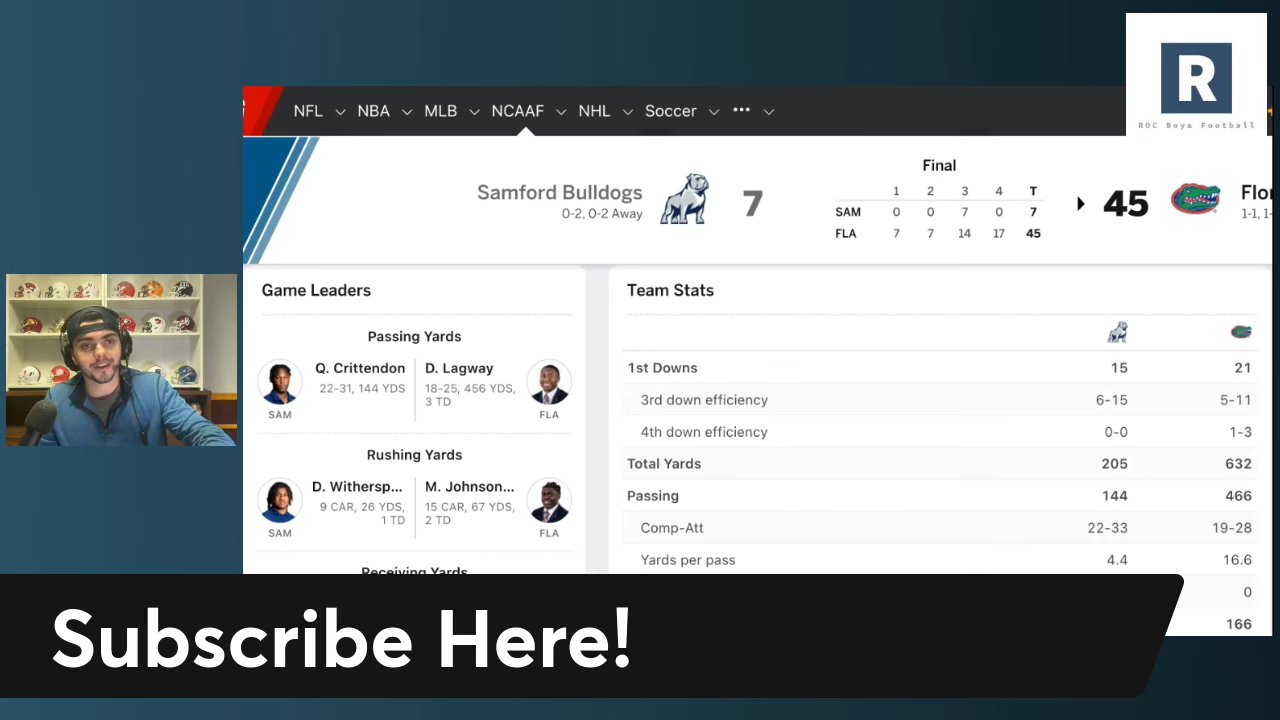 R
ROC Boys Football
NFL NBA MLB NCAAF NHL Soccer •••
Final
Samford Bulldogs 7
0-2, 0-2 Away
1 2 3 4 T
SAM 0 0 7 0 7
FLA 7 7 14 17 45
45 Flor
1-1, 1-
Game Leaders
Passing Yards
Q. Crittendon
22-31, 144 YDS
SAM
D. Lagway
18-25, 456 YDS,
3 TD
FLA
Rushing Yards
D. Withersp...
9 CAR, 26 YDS,
1 TD
SAM
M. Johnson...
15 CAR, 67 YDS,
2 TD
FLA
Receiving Yards
Team Stats
1st Downs 15 21
3rd down efficiency 6-15 5-11
4th down efficiency 0-0 1-3
Total Yards 205 632
Passing 144 466
Comp-Att 22-33 19-28
Yards per pass 4.4 16.6
0
166
Subscribe Here!